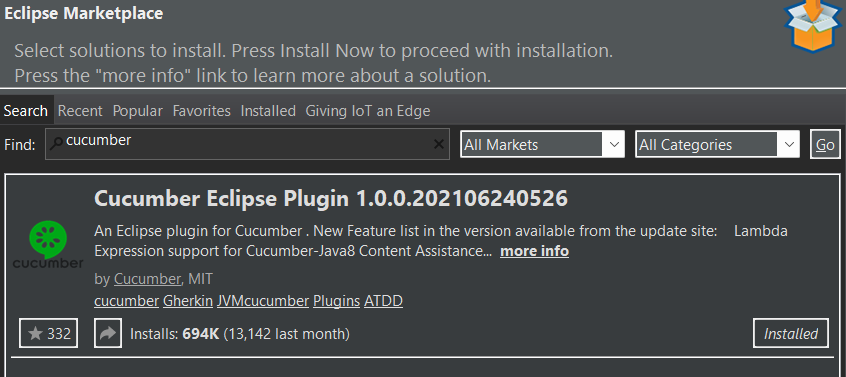 Eclipse Marketplace
Select solutions to install. Press Install Now to proceed with installation.
Press the "more info" link to learn more about a solution.
Search Recent Popular Favorites Installed Giving IoT an Edge
Find: cucumber All Markets All Categories Go
Cucumber Eclipse Plugin 1.0.0.202106240526
An Eclipse plugin for Cucumber . New Feature list in the version available from the update site: Lambda
Expression support for Cucumber-Java8 Content Assistance... more info
cucumber
by Cucumber, MIT
cucumber Gherkin JVMcucumber Plugins ATDD
332 Installs: 694K (13,142 last month) Installed